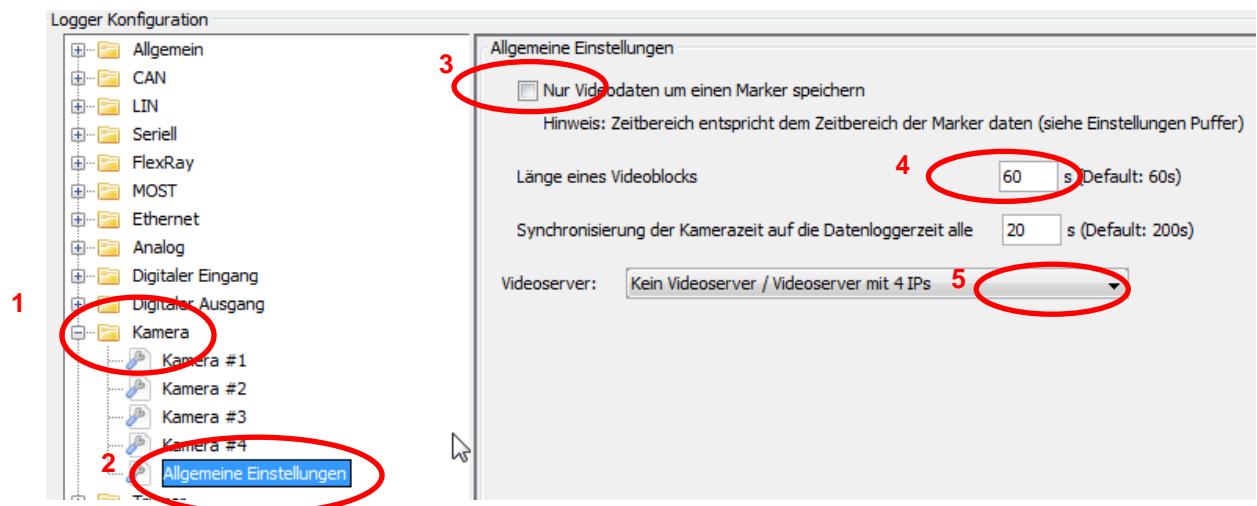 Logger Konfiguration
Allgemein
CAN
LIN
Seriell
FlexRay
MOST
Ethernet
Analog
Digitaler Eingang
Digitaler Ausgang
1
Kamera
Kamera #1
Kamera #2
Kamera #3
Kamera #4
2
Allgemeine Einstellungen
Trigger
Allgemeine Einstellungen
3
Nur Videodaten um einen Marker speichern
Hinweis: Zeitbereich entspricht dem Zeitbereich der Marker daten (siehe Einstellungen Puffer)
Länge eines Videoblocks 4 60 s (Default: 60s)
Synchronisierung der Kamerazeit auf die Datenloggerzeit alle 20 s (Default: 200s)
Videoserver: Kein Videoserver / Videoserver mit 4 IPs 5